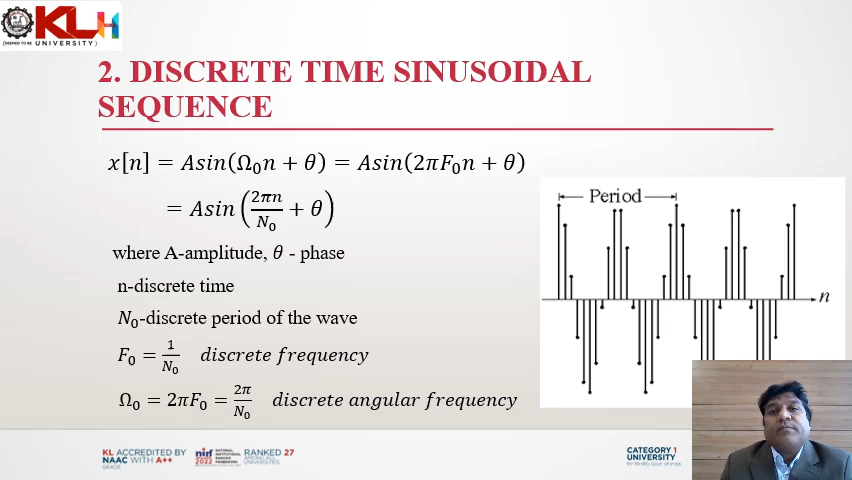 KLH
(DEEMED TO BE UNIVERSITY)
2. DISCRETE TIME SINUSOIDAL
SEQUENCE
x[n] = Asin(Ω₀n + θ) = Asin(2πF₀n + θ)
= Asin(2πn/N₀ + θ)
where A-amplitude, θ - phase
n-discrete time
N₀-discrete period of the wave
F₀ = 1/N₀ discrete frequency
Ω₀ = 2πF₀ = 2π/N₀ discrete angular frequency
Period
n
KL ACCREDITED BY
NAAC WITH A++
GRADE
nirf
2022
NATIONAL
INSTITUTIONAL
RANKING
FRAMEWORK
RANKED 27
AMONG ALL
UNIVERSITIES
CATEGORY 1
UNIVERSITY
BY MHRD, Govt. of India